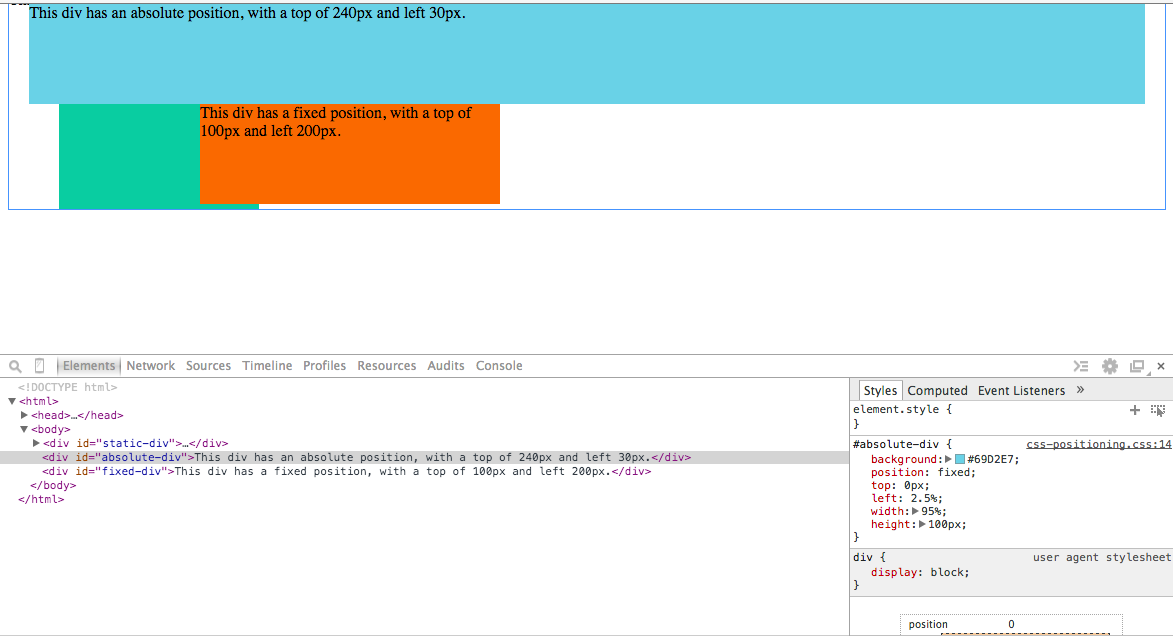 This div has an absolute position, with a top of 240px and left 30px.
This div has a fixed position, with a top of
100px and left 200px.
Elements Network Sources Timeline Profiles Resources Audits Console
<!DOCTYPE html>
▼<html>
▶<head>…</head>
▼<body>
▶<div id="static-div">…</div>
<div id="absolute-div">This div has an absolute position, with a top of 240px and left 30px.</div>
<div id="fixed-div">This div has a fixed position, with a top of 100px and left 200px.</div>
</body>
</html>
Styles Computed Event Listeners »
element.style {
}
#absolute-div { css-positioning.css:14
background:▶#69D2E7;
position: fixed;
top: 0px;
left: 2.5%;
width:▶95%;
height:▶100px;
}
div { user agent stylesheet
display: block;
}
position 0